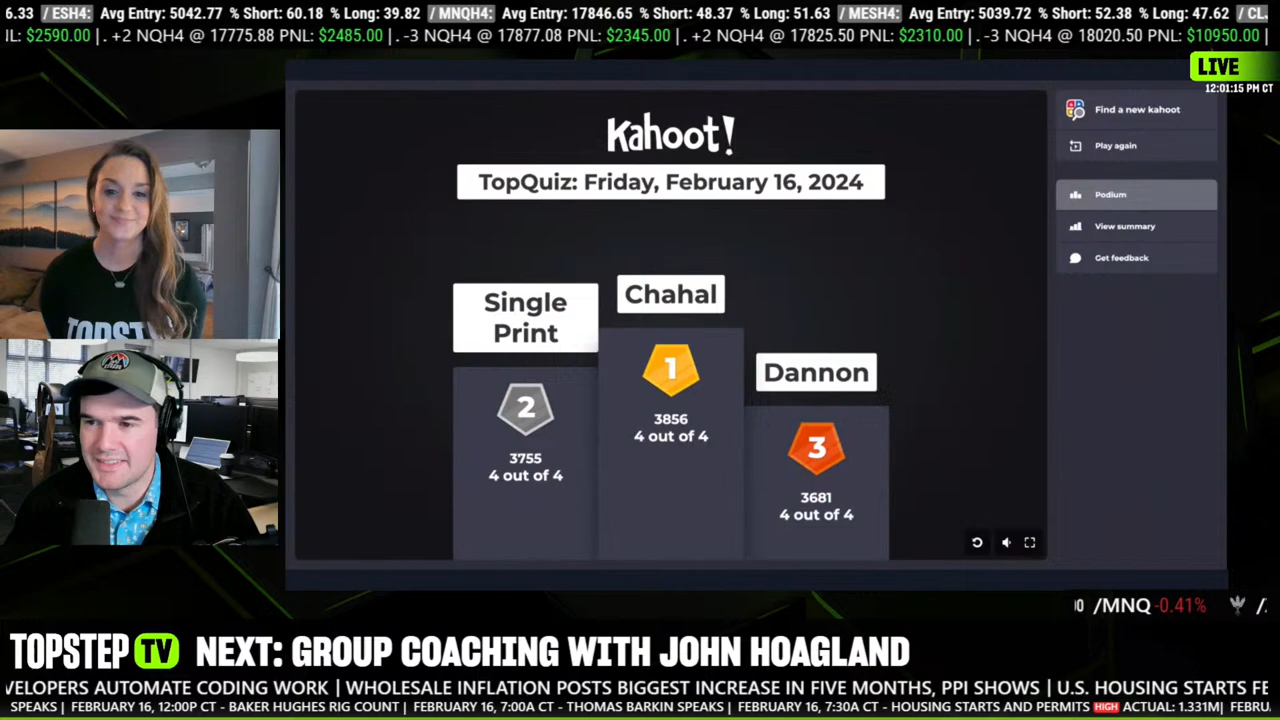 6.33 / ESH4: Avg Entry: 5042.77 % Short: 60.18 % Long: 39.82 / MNQH4: Avg Entry: 17846.65 % Short: 48.37 % Long: 51.63 / MESH4: Avg Entry: 5039.72 % Short: 52.38 % Long: 47.62 / CL
IL: $2590.00 |. +2 NQH4 @ 17775.88 PNL: $2485.00 |. -3 NQH4 @ 17877.08 PNL: $2345.00 |. +2 NQH4 @ 17825.50 PNL: $2310.00 |. -3 NQH4 @ 18020.50 PNL: $10950.00 |
LIVE
12:01:15 PM CT
Kahoot!
TopQuiz: Friday, February 16, 2024
Find a new kahoot
Play again
Podium
View summary
Get feedback
Single
Print
Chahal
Dannon
2
3755
4 out of 4
1
3856
4 out of 4
3
3681
4 out of 4
TOPSTEP
/MNQ -0.41%
TOPSTEP TV NEXT: GROUP COACHING WITH JOHN HOAGLAND
VELOPERS AUTOMATE CODING WORK | WHOLESALE INFLATION POSTS BIGGEST INCREASE IN FIVE MONTHS, PPI SHOWS | U.S. HOUSING STARTS FE
SPEAKS | FEBRUARY 16, 12:00P CT - BAKER HUGHES RIG COUNT | FEBRUARY 16, 7:00A CT - THOMAS BARKIN SPEAKS | FEBRUARY 16, 7:30A CT - HOUSING STARTS AND PERMITS HIGH ACTUAL: 1.331M| FEBRU